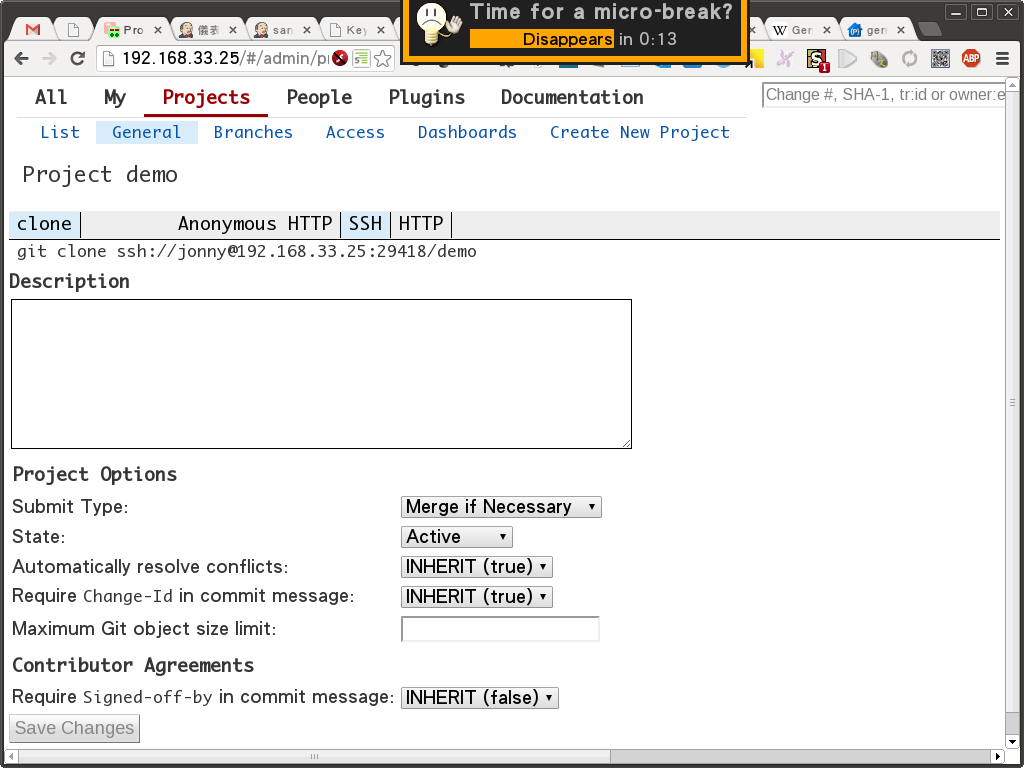 Time for a micro-break?
Disappears in 0:13
Pro
儀表
san
Key
Ger
gerr
192.168.33.25/#/admin/p
1
ABP
All My Projects People Plugins Documentation
Change #, SHA-1, tr:id or owner:e
List General Branches Access Dashboards Create New Project
Project demo
clone Anonymous HTTP SSH HTTP
git clone ssh://jonny@192.168.33.25:29418/demo
Description
Project Options
Submit Type: Merge if Necessary
State: Active
Automatically resolve conflicts: INHERIT (true)
Require Change-Id in commit message: INHERIT (true)
Maximum Git object size limit:
Contributor Agreements
Require Signed-off-by in commit message: INHERIT (false)
Save Changes